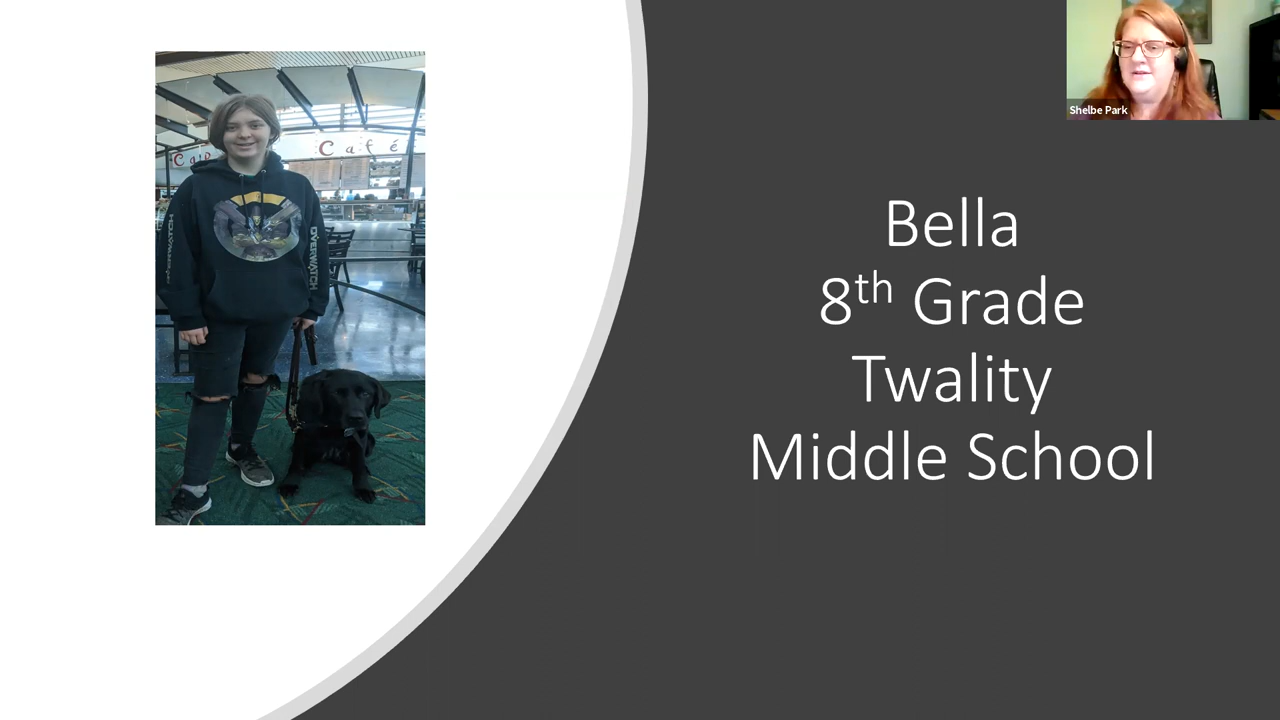 Shelbe Park
Café
OVERWATCH
Bella
8th Grade
Twality
Middle School